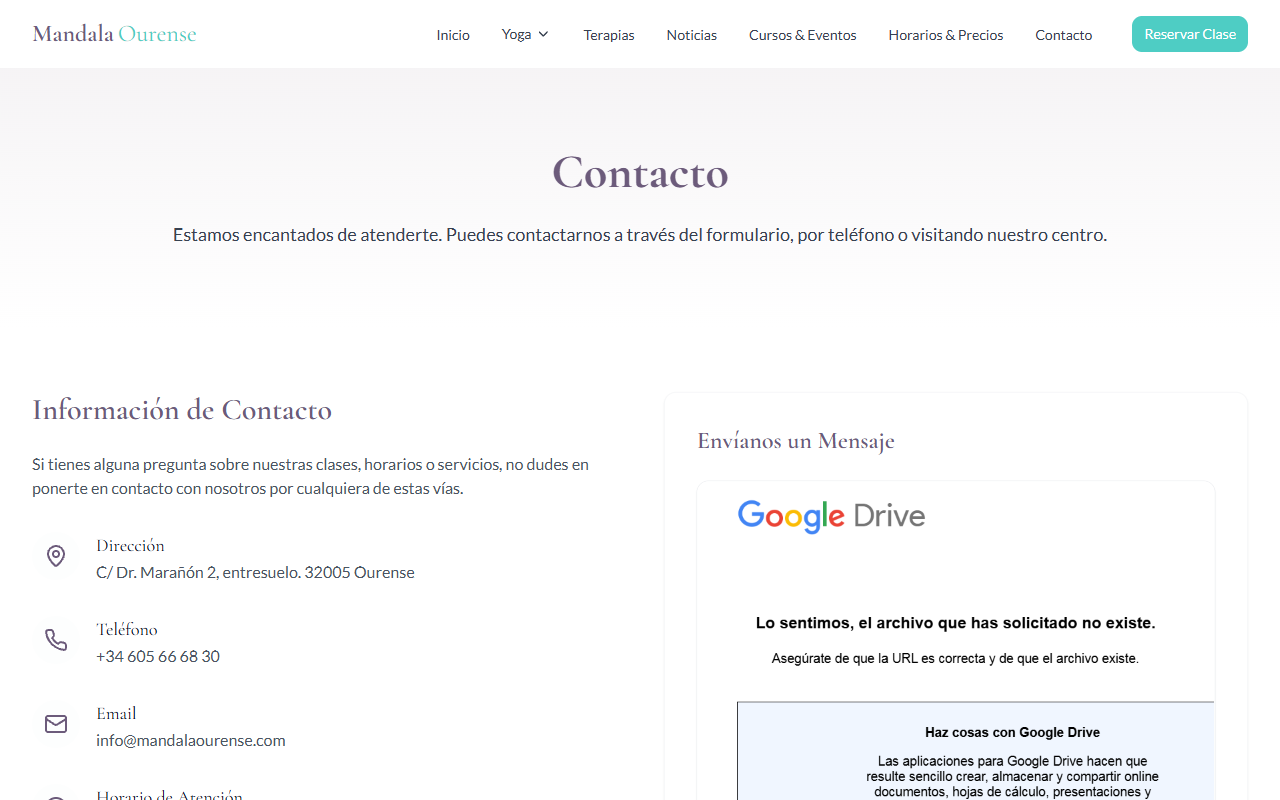 Mandala Ourense
Inicio
Yoga
Terapias
Noticias
Cursos & Eventos
Horarios & Precios
Contacto
Reservar Clase
Contacto
Estamos encantados de atenderte. Puedes contactarnos a través del formulario, por teléfono o visitando nuestro centro.
Información de Contacto
Si tienes alguna pregunta sobre nuestras clases, horarios o servicios, no dudes en
ponerte en contacto con nosotros por cualquiera de estas vías.
Dirección
C/ Dr. Marañón 2, entresuelo. 32005 Ourense
Teléfono
+34 605 66 68 30
Email
info@mandalaourense.com
Horario de Atención
Envíanos un Mensaje
Google Drive
Lo sentimos, el archivo que has solicitado no existe.
Asegúrate de que la URL es correcta y de que el archivo existe.
Haz cosas con Google Drive
Las aplicaciones para Google Drive hacen que
resulte sencillo crear, almacenar y compartir online
documentos, hojas de cálculo, presentaciones y